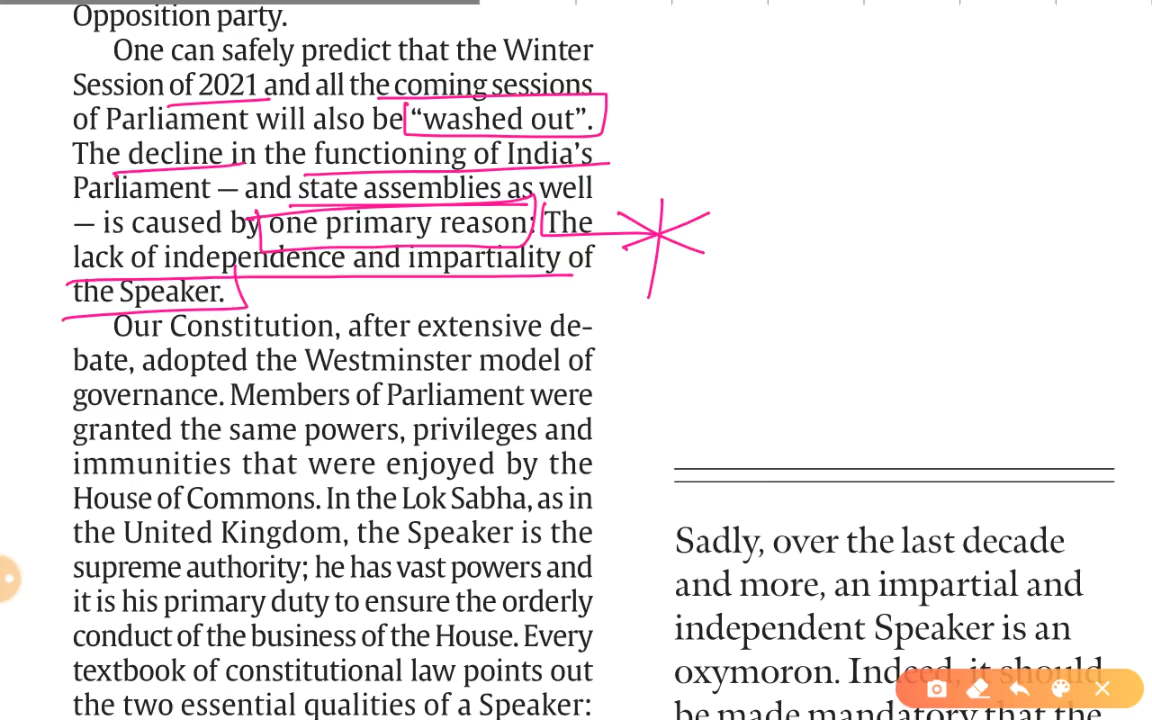 Opposition party.
One can safely predict that the Winter
Session of 2021 and all the coming sessions
of Parliament will also be “washed out”.
The decline in the functioning of India’s
Parliament — and state assemblies as well
— is caused by one primary reason: The
lack of independence and impartiality of
the Speaker.
Our Constitution, after extensive de-
bate, adopted the Westminster model of
governance. Members of Parliament were
granted the same powers, privileges and
immunities that were enjoyed by the
House of Commons. In the Lok Sabha, as in
the United Kingdom, the Speaker is the
supreme authority; he has vast powers and
it is his primary duty to ensure the orderly
conduct of the business of the House. Every
textbook of constitutional law points out
the two essential qualities of a Speaker:
Sadly, over the last decade
and more, an impartial and
independent Speaker is an
oxymoron. Indeed, it should
be made mandatory that the